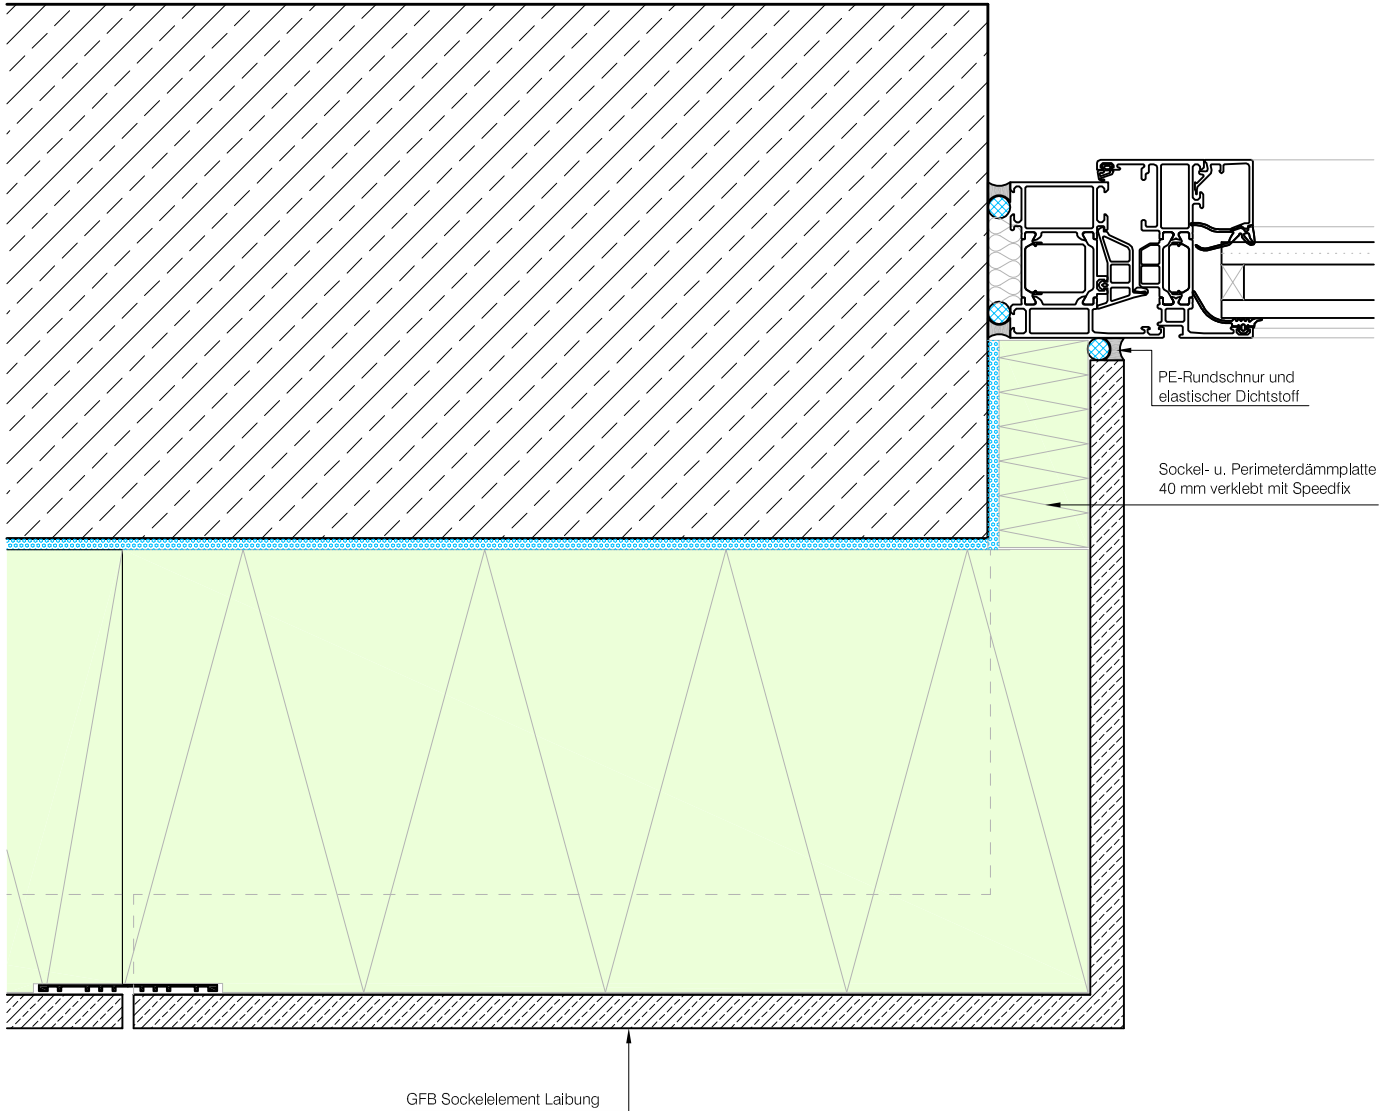 PE-Rundschnur und
elastischer Dichtstoff
Sockel- u. Perimeterdämmplatte
40 mm verklebt mit Speedfix
GFB Sockelelement Laibung